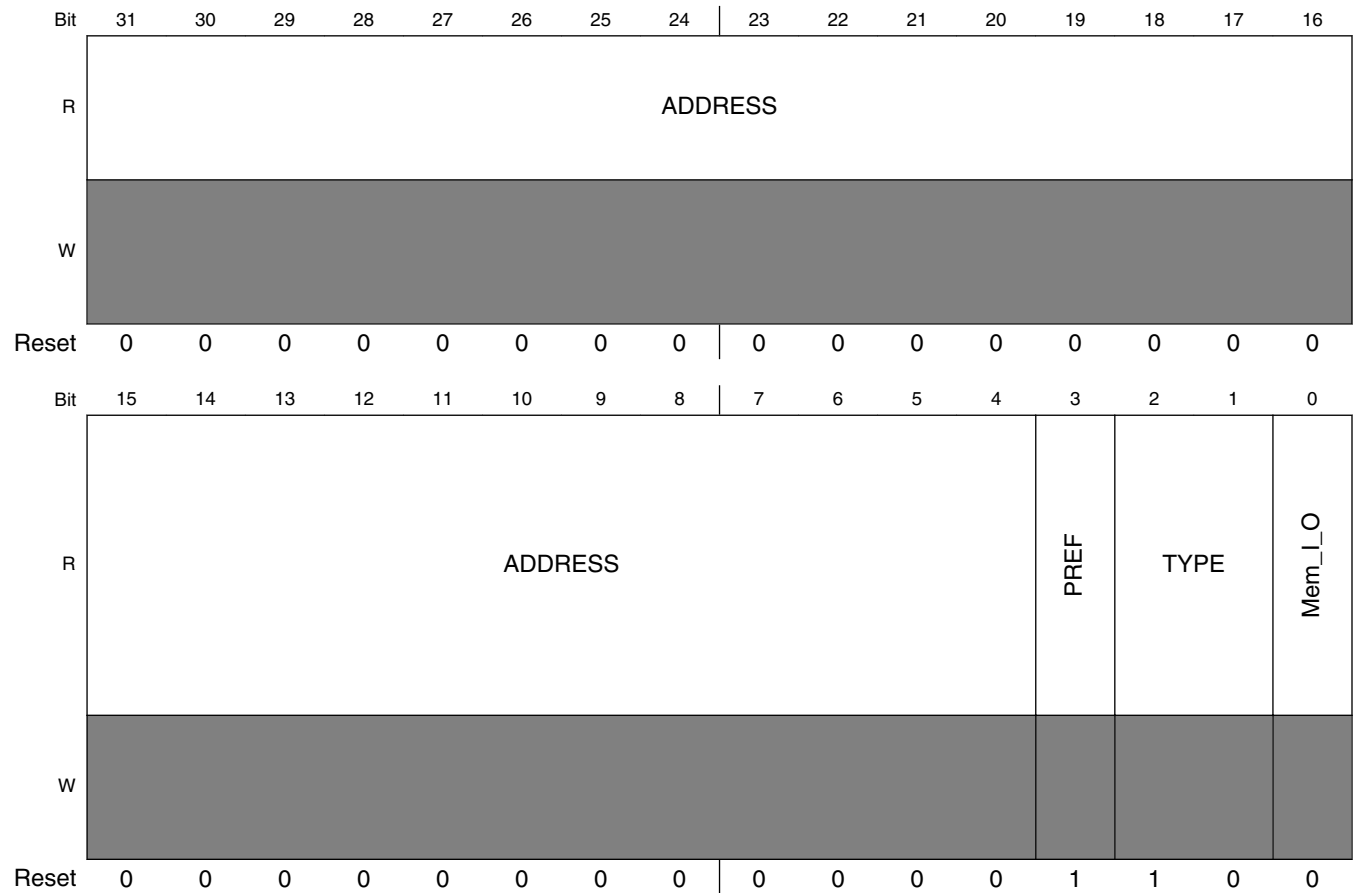 Bit 31 30 29 28 27 26 25 24 23 22 21 20 19 18 17 16
R ADDRESS
W
Reset 0 0 0 0 0 0 0 0 0 0 0 0 0 0 0 0
Bit 15 14 13 12 11 10 9 8 7 6 5 4 3 2 1 0
R ADDRESS PREF TYPE Mem_I_O
W
Reset 0 0 0 0 0 0 0 0 0 0 0 0 1 1 0 0